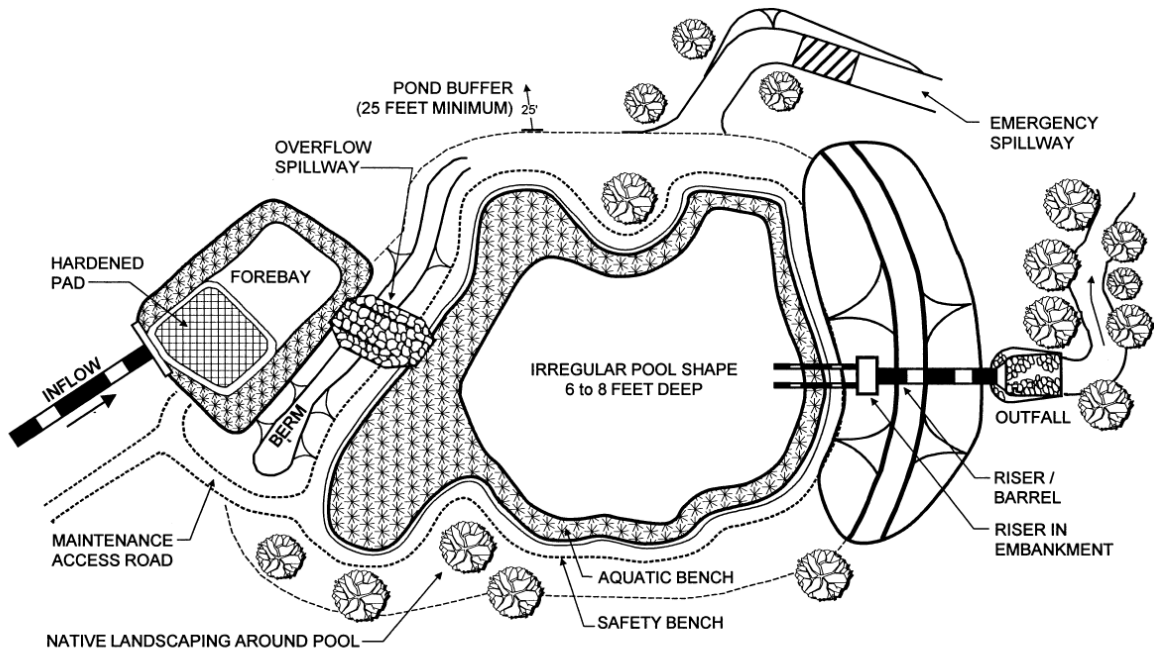 POND BUFFER
(25 FEET MINIMUM)
25'
EMERGENCY
SPILLWAY
OVERFLOW
SPILLWAY
HARDENED
PAD
FOREBAY
INFLOW
BERM
IRREGULAR POOL SHAPE
6 to 8 FEET DEEP
OUTFALL
RISER /
BARREL
RISER IN
EMBANKMENT
MAINTENANCE
ACCESS ROAD
AQUATIC BENCH
SAFETY BENCH
NATIVE LANDSCAPING AROUND POOL